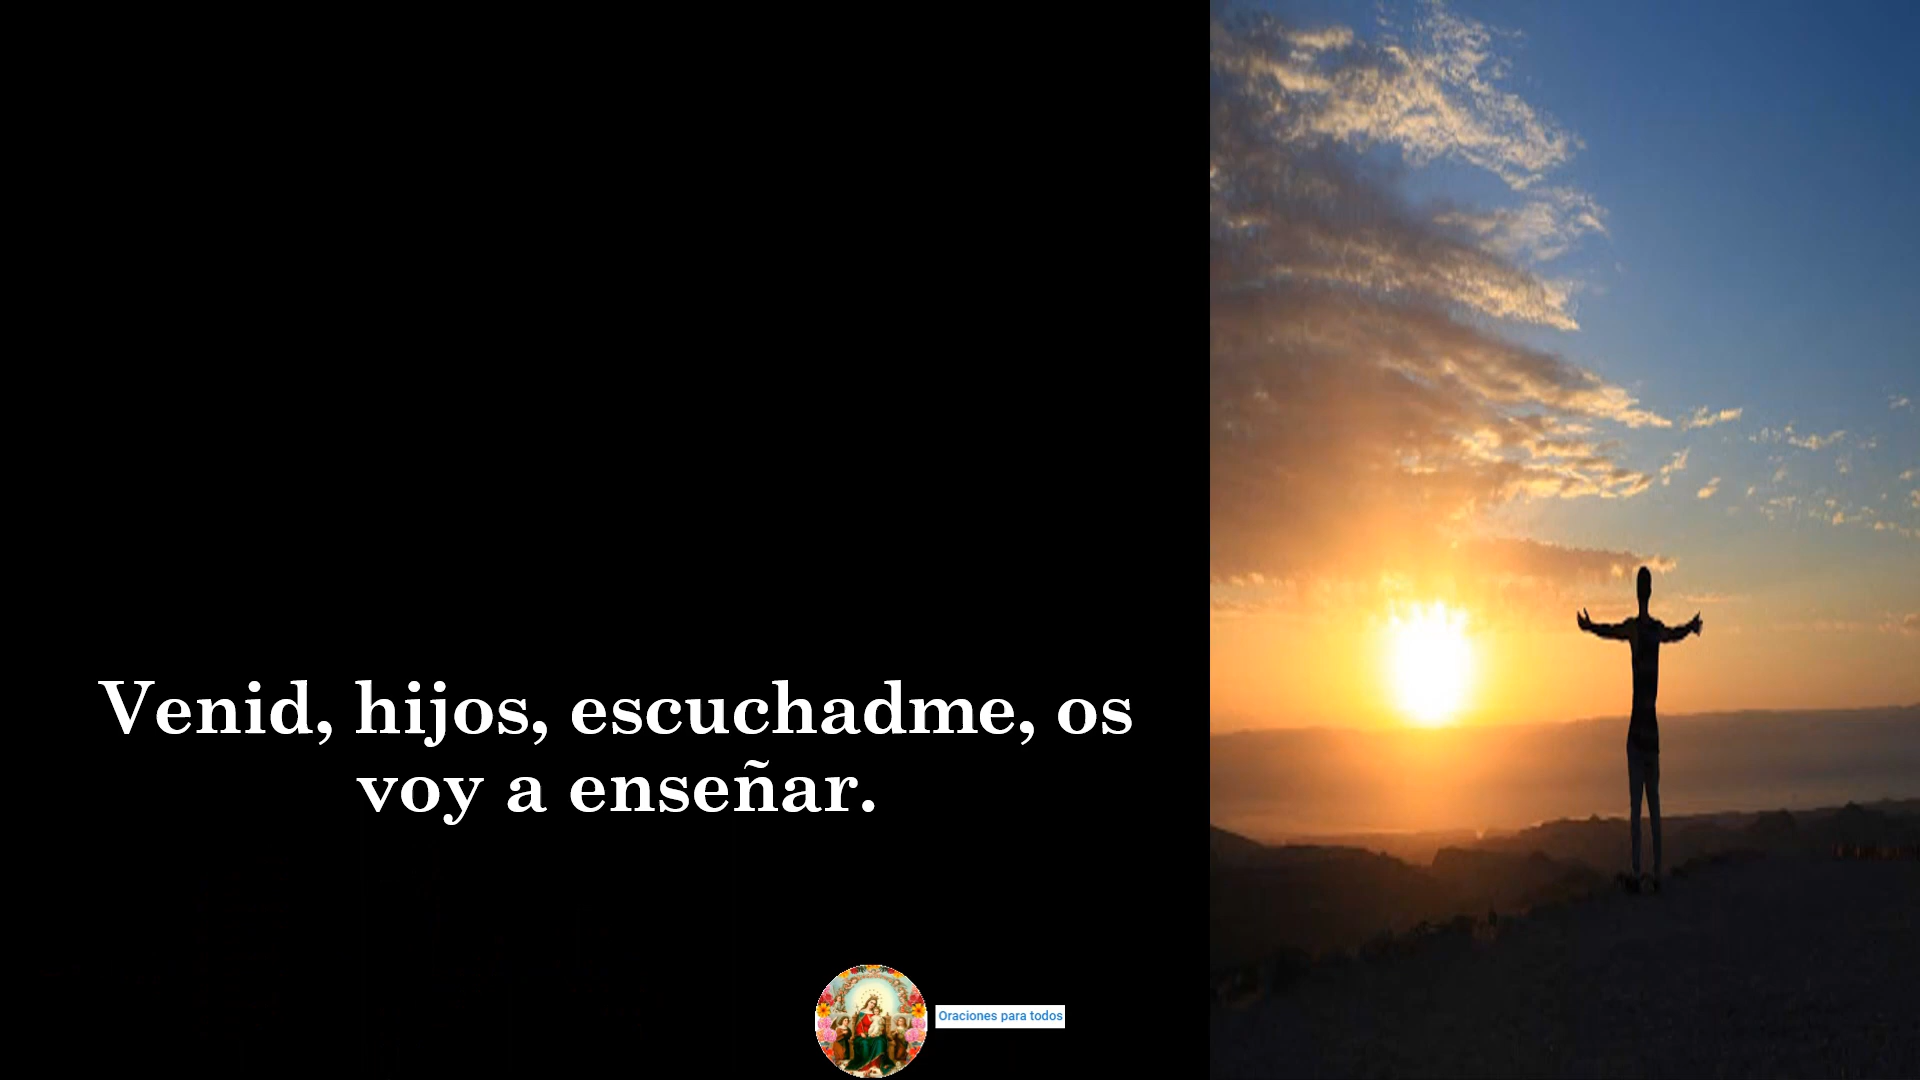 Venid, hijos, escuchadme, os
voy a enseñar.
Oraciones para todos